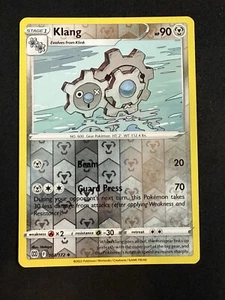 STAGE 1
Klang
90
Evolves from Klink
NO. 600 Gear Pokémon HT: 2' WT: 112.4 lbs.
Beam 20
Guard Press 70
During your opponent's next turn, this Pokémon takes
30 less damage from attacks (after applying Weakness and
Resistance).
weakness ×2 resistance -30 retreat
/172